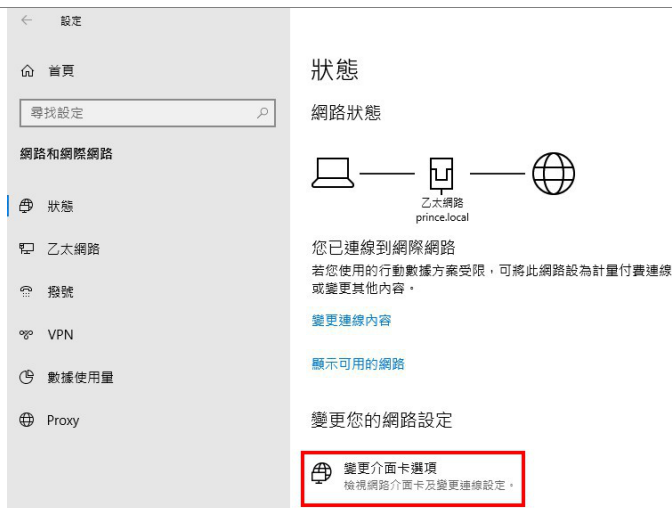 設定
首頁
尋找設定
網路和網際網路
狀態
乙太網路
撥號
VPN
數據使用量
Proxy
狀態
網路狀態
乙太網路
prince.local
您已連線到網際網路
若您使用的行動數據方案受限，可將此網路設為計量付費連線
或變更其他內容。
變更連線內容
顯示可用的網路
變更您的網路設定
變更介面卡選項
檢視網路介面卡及變更連線設定。